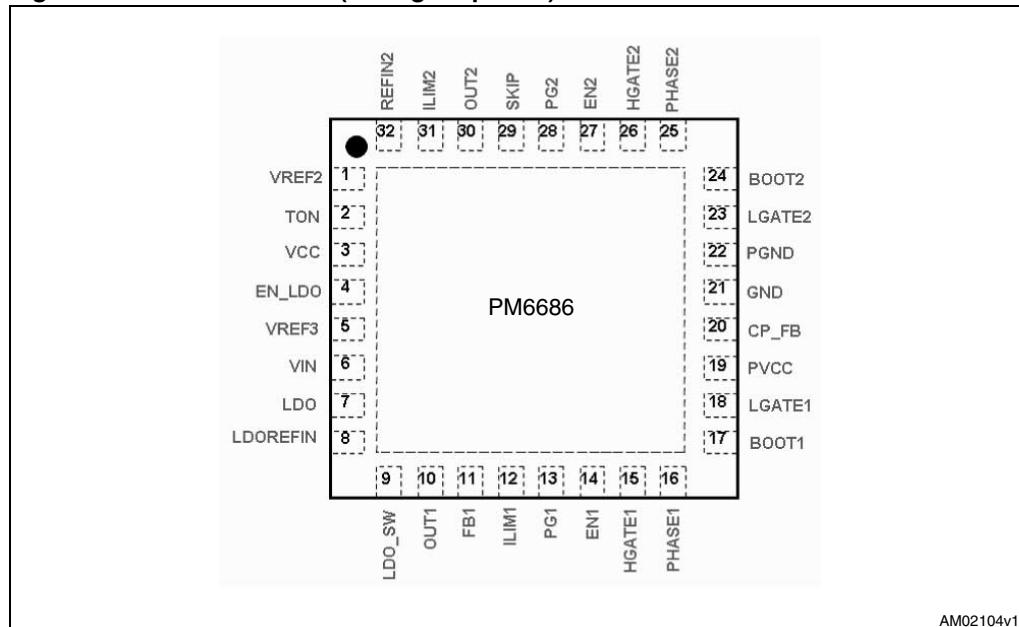 REFIN2
ILIM2
OUT2
SKIP
PG2
EN2
HGATE2
PHASE2
32 31 30 29 28 27 26 25
VREF2 1
TON 2
VCC 3
EN_LDO 4
VREF3 5
VIN 6
LDO 7
LDOREFIN 8
PM6686
24 BOOT2
23 LGATE2
22 PGND
21 GND
20 CP_FB
19 PVCC
18 LGATE1
17 BOOT1
9 10 11 12 13 14 15 16
LDO_SW
OUT1
FB1
ILIM1
PG1
EN1
HGATE1
PHASE1
AM02104v1